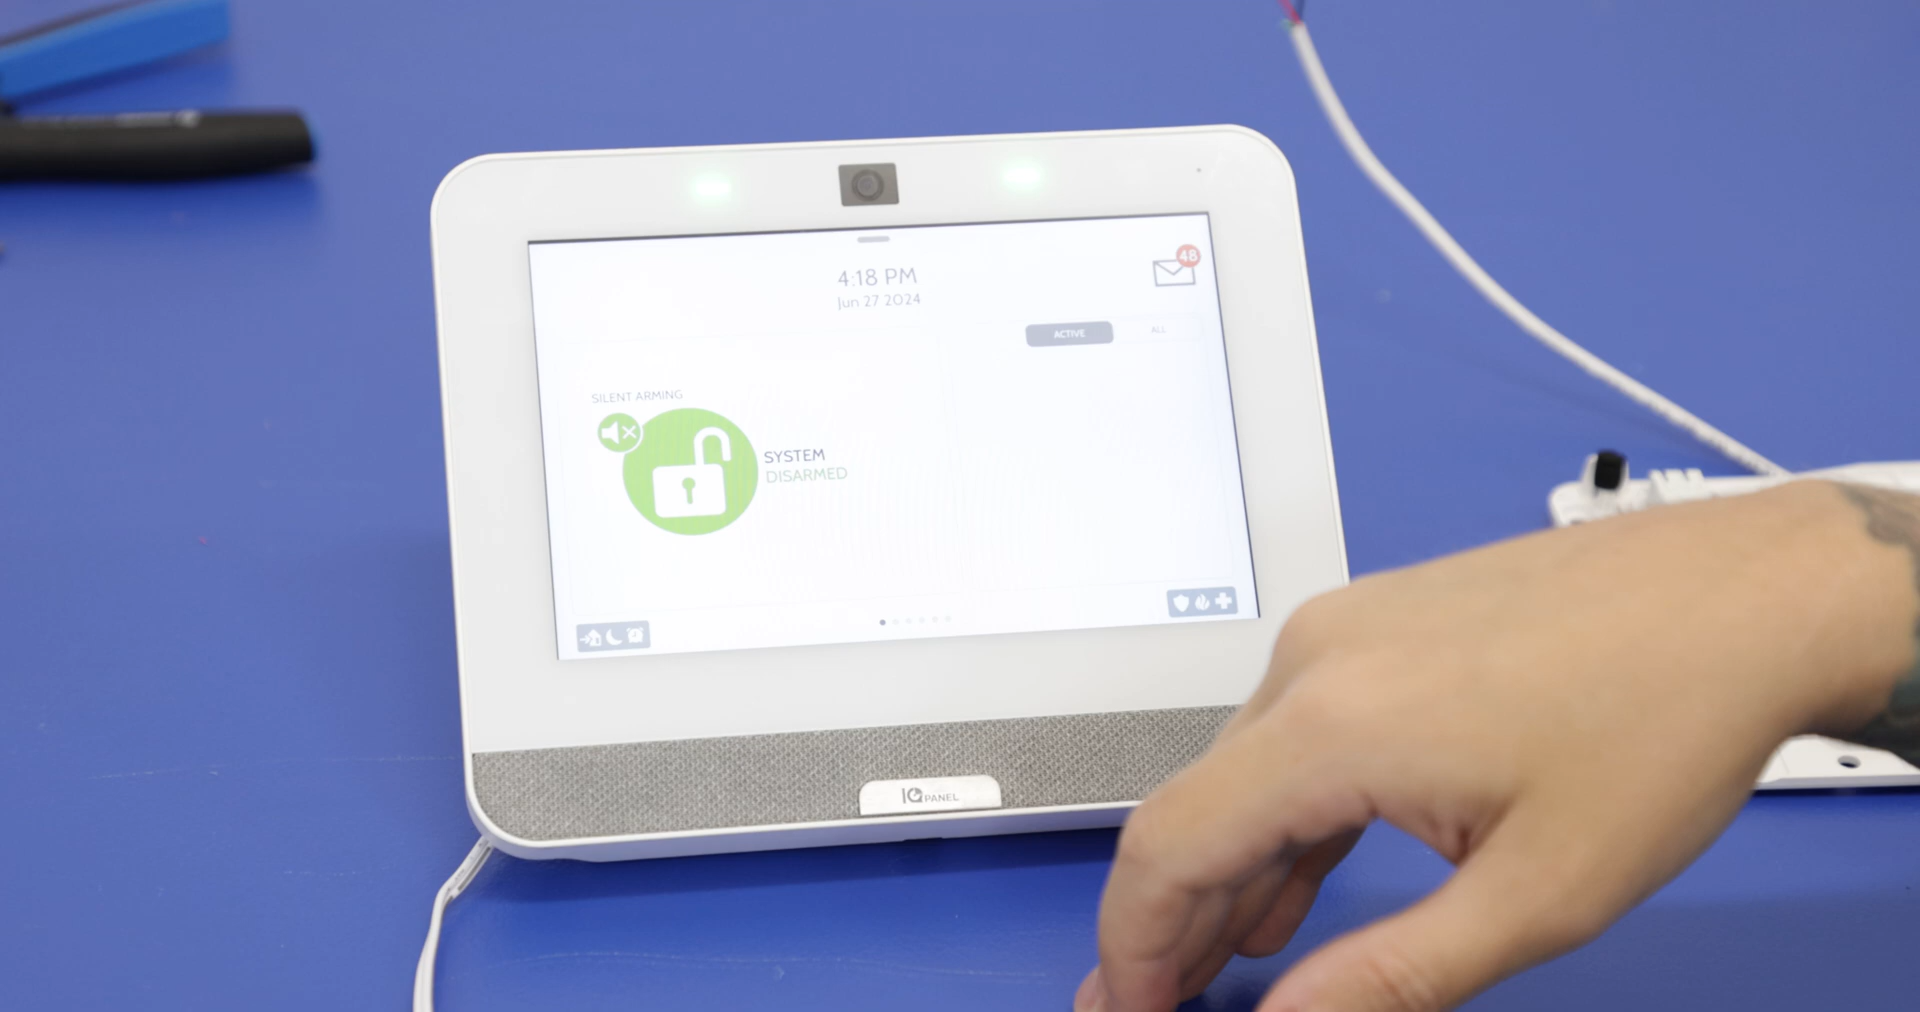 48
4:18 PM
Jun 27 2024
ACTIVE
ALL
SILENT ARMING
SYSTEM
DISARMED
IQ PANEL